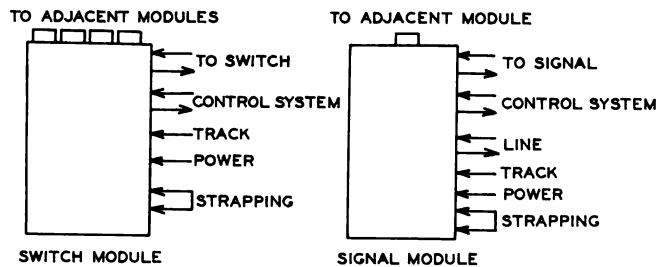 TO ADJACENT MODULES
TO SWITCH
CONTROL SYSTEM
TRACK
POWER
STRAPPING
SWITCH MODULE
TO ADJACENT MODULE
TO SIGNAL
CONTROL SYSTEM
LINE
TRACK
POWER
STRAPPING
SIGNAL MODULE